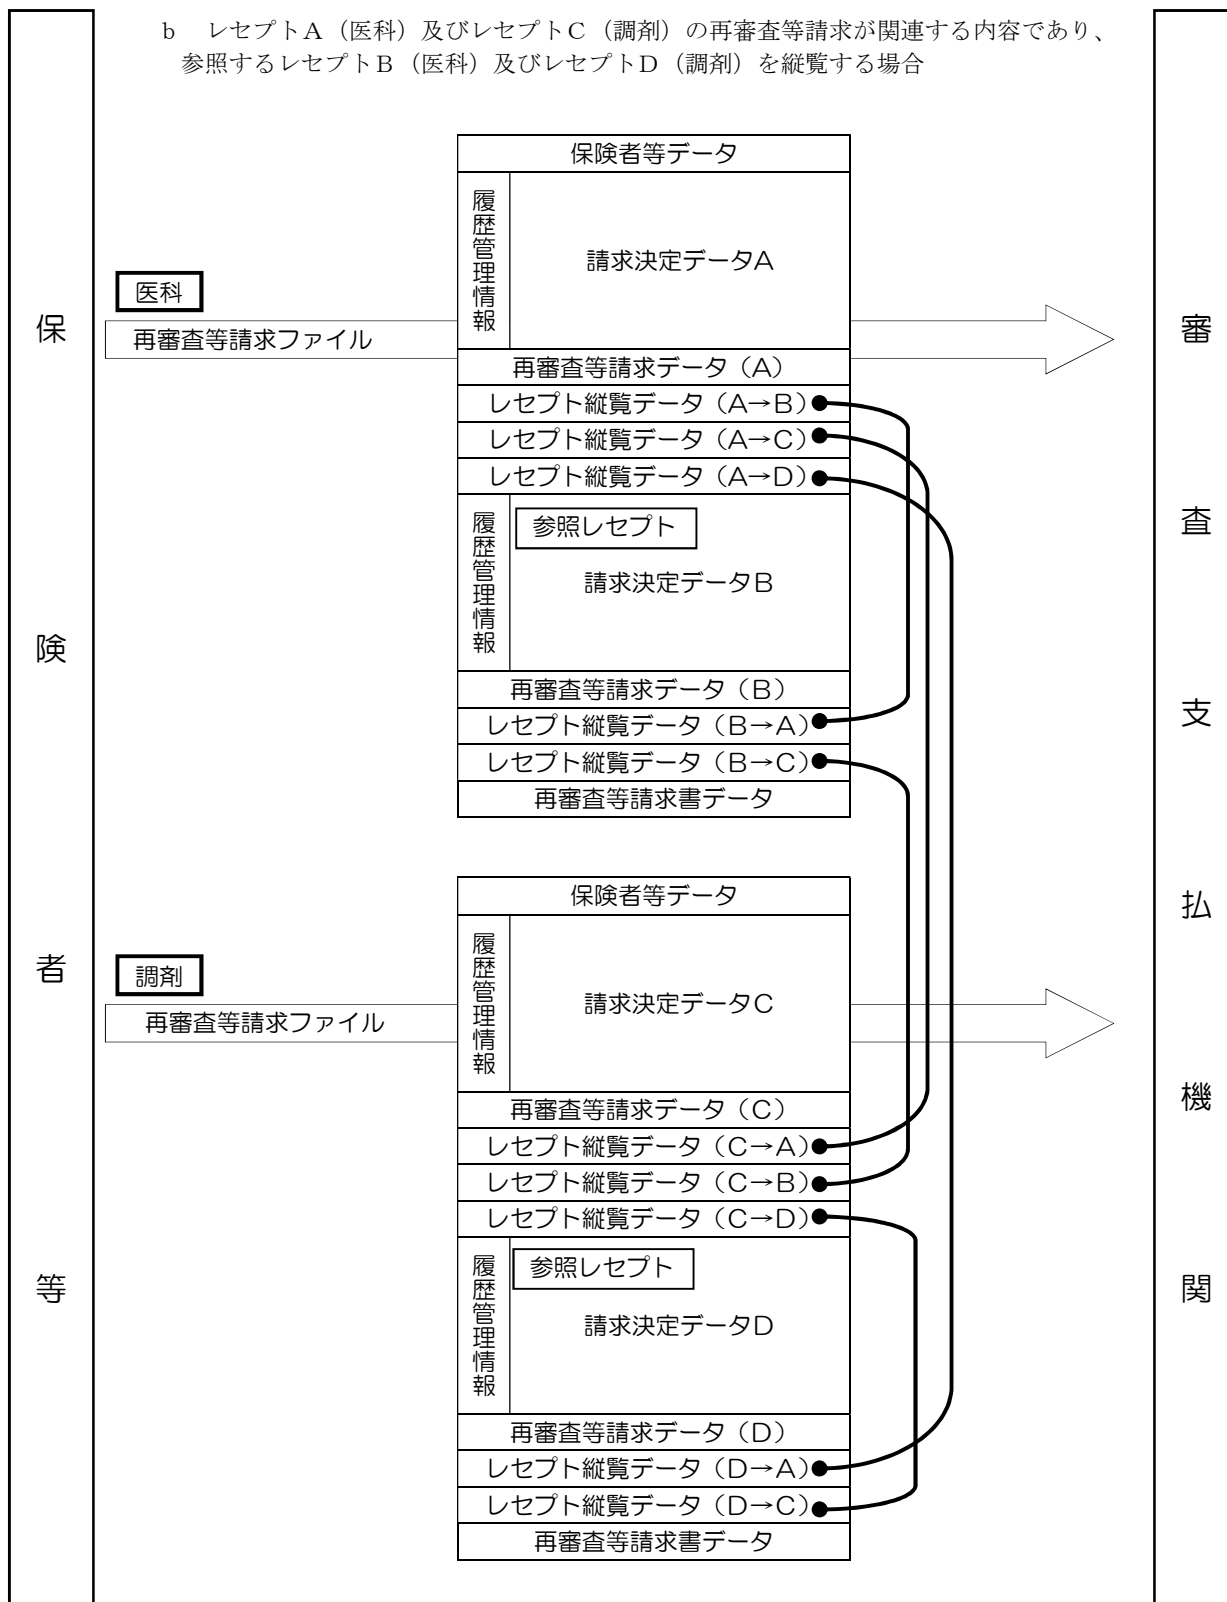 b　レセプトＡ（医科）及びレセプトＣ（調剤）の再審査等請求が関連する内容であり、
参照するレセプトＢ（医科）及びレセプトＤ（調剤）を縦覧する場合
保険者等
医科
再審査等請求ファイル
保険者等データ
履歴管理情報
請求決定データA
再審査等請求データ（A）
レセプト縦覧データ（A→B）
レセプト縦覧データ（A→C）
レセプト縦覧データ（A→D）
履歴管理情報
参照レセプト
請求決定データB
再審査等請求データ（B）
レセプト縦覧データ（B→A）
レセプト縦覧データ（B→C）
再審査等請求書データ
調剤
再審査等請求ファイル
保険者等データ
履歴管理情報
請求決定データC
再審査等請求データ（C）
レセプト縦覧データ（C→A）
レセプト縦覧データ（C→B）
レセプト縦覧データ（C→D）
履歴管理情報
参照レセプト
請求決定データD
再審査等請求データ（D）
レセプト縦覧データ（D→A）
レセプト縦覧データ（D→C）
再審査等請求書データ
審査支払機関